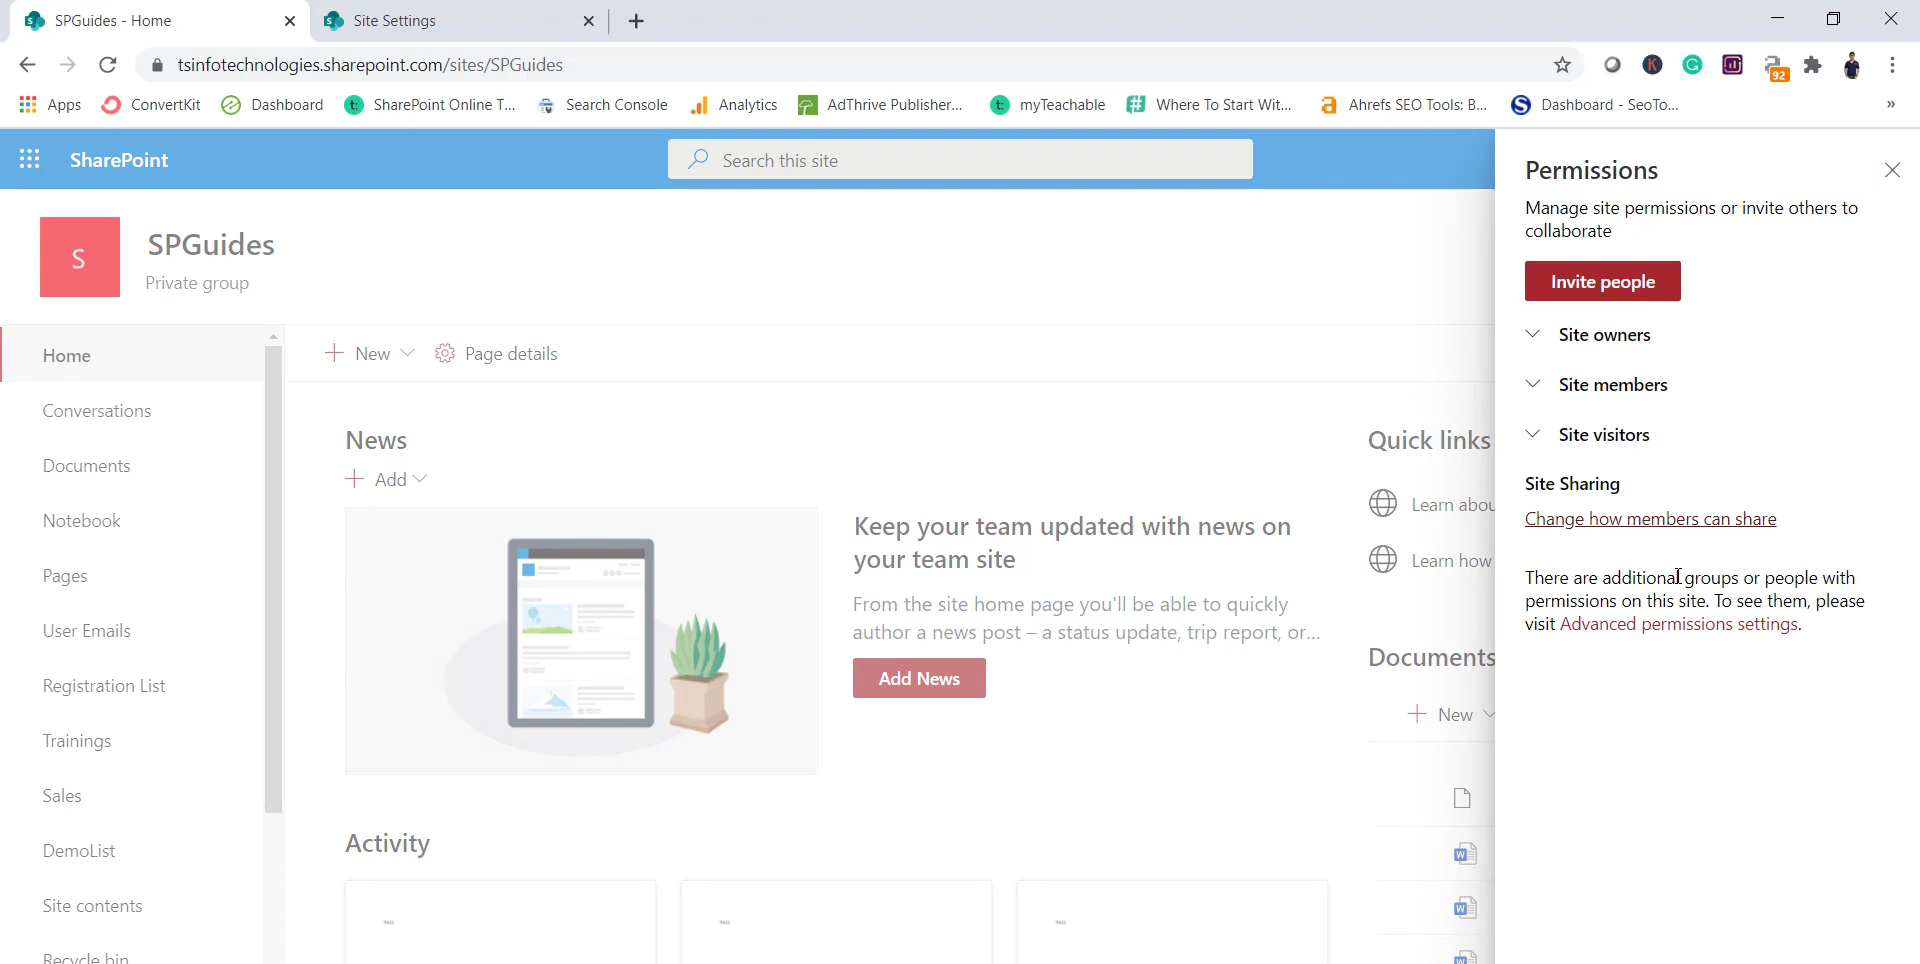 SPGuides - Home
Site Settings
tsinfotechnologies.sharepoint.com/sites/SPGuides
92
Apps
ConvertKit
Dashboard
SharePoint Online T...
Search Console
Analytics
AdThrive Publisher...
myTeachable
Where To Start Wit...
Ahrefs SEO Tools: B...
Dashboard - SeoTo...
»
SharePoint
Search this site
S
SPGuides
Private group
Home
Conversations
Documents
Notebook
Pages
User Emails
Registration List
Trainings
Sales
DemoList
Site contents
Recycle bin
New
Page details
News
Add
Keep your team updated with news on
your team site
From the site home page you'll be able to quickly
author a news post – a status update, trip report, or...
Add News
Activity
Quick links
Learn abou
Learn how
Documents
New
Permissions
Manage site permissions or invite others to
collaborate
Invite people
Site owners
Site members
Site visitors
Site Sharing
Change how members can share
There are additional groups or people with
permissions on this site. To see them, please
visit Advanced permissions settings.